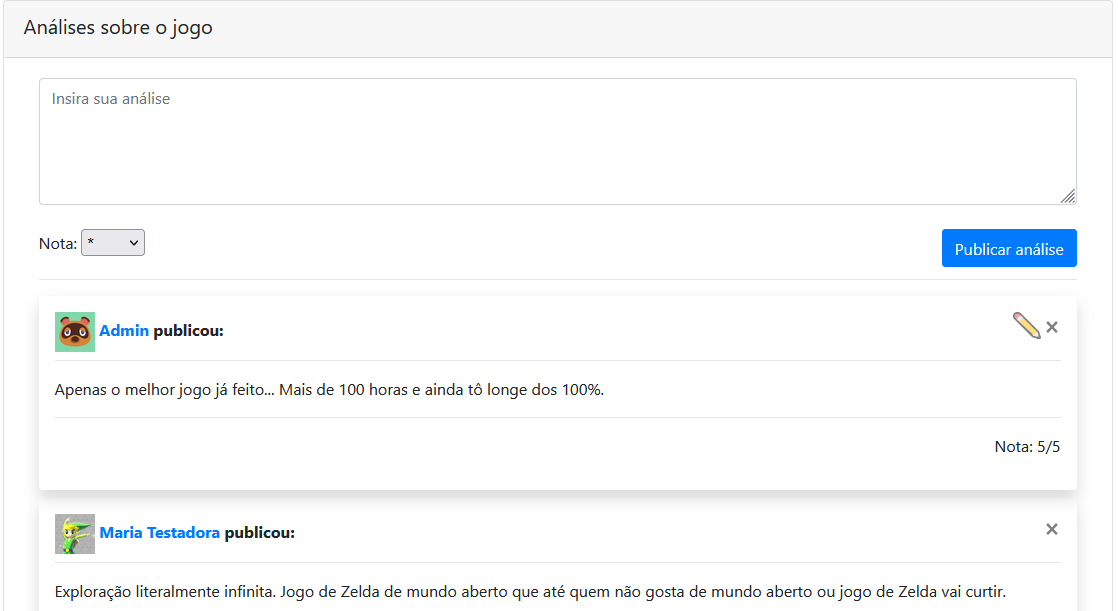 Análises sobre o jogo
Insira sua análise
Nota: *
Publicar análise
Admin publicou:
Apenas o melhor jogo já feito... Mais de 100 horas e ainda tô longe dos 100%.
Nota: 5/5
Maria Testadora publicou:
Exploração literalmente infinita. Jogo de Zelda de mundo aberto que até quem não gosta de mundo aberto ou jogo de Zelda vai curtir.